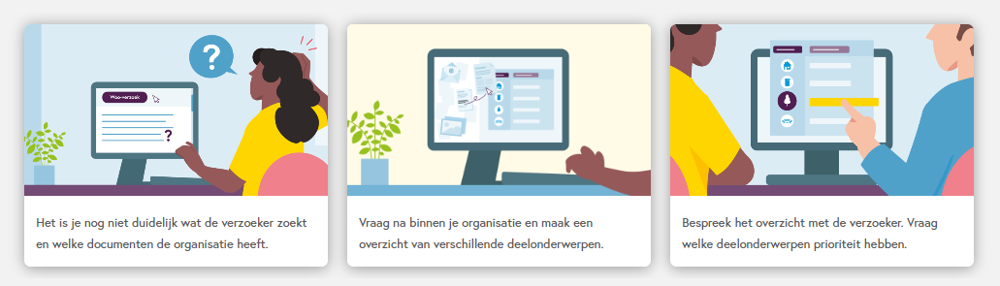 ?
Woo-verzoek
?
Het is je nog niet duidelijk wat de verzoeker zoekt
en welke documenten de organisatie heeft.
Vraag na binnen je organisatie en maak een
overzicht van verschillende deelonderwerpen.
Bespreek het overzicht met de verzoeker. Vraag
welke deelonderwerpen prioriteit hebben.